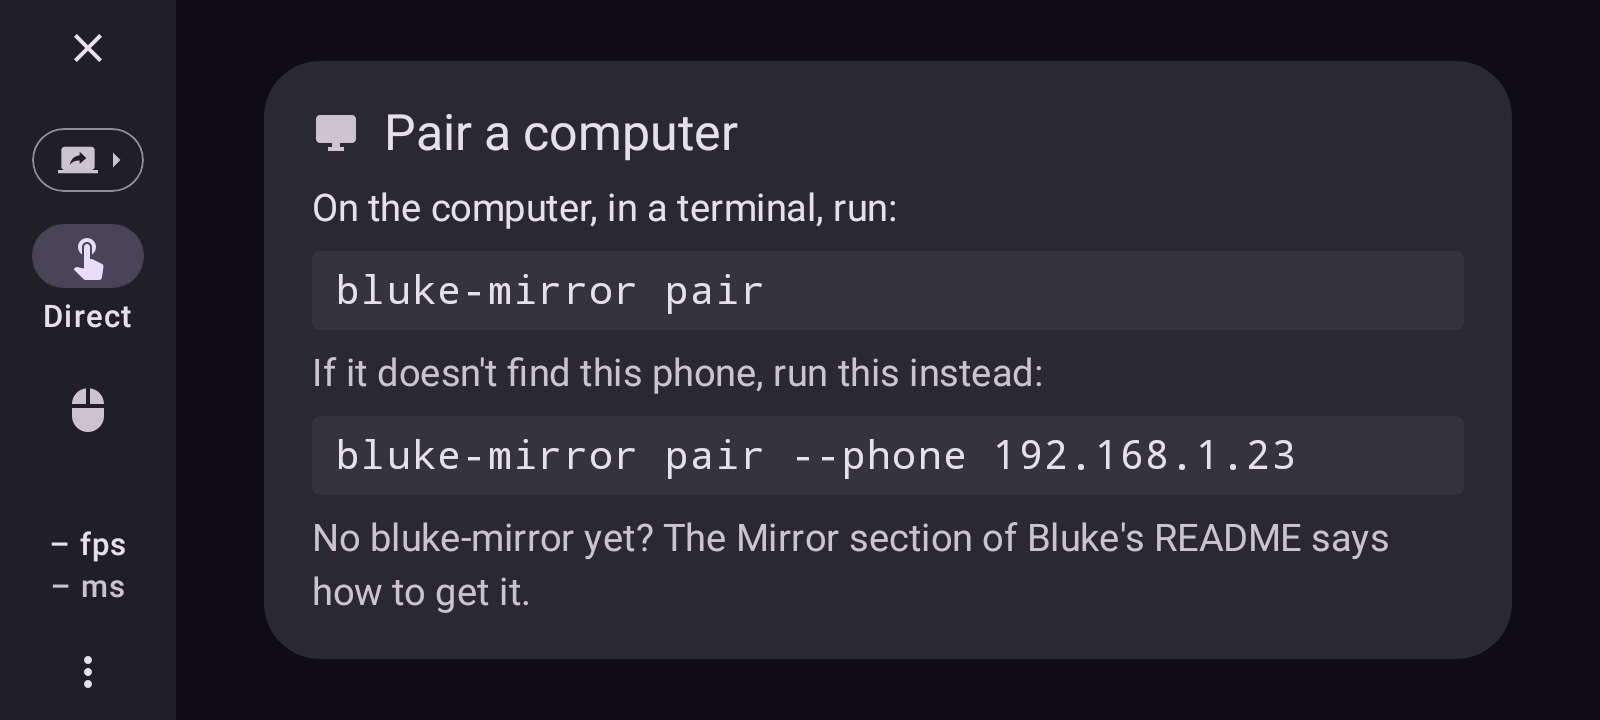 Pair a computer
On the computer, in a terminal, run:
bluke-mirror pair
If it doesn't find this phone, run this instead:
bluke-mirror pair --phone 192.168.1.23
No bluke-mirror yet? The Mirror section of Bluke's README says
how to get it.
Direct
– fps
– ms